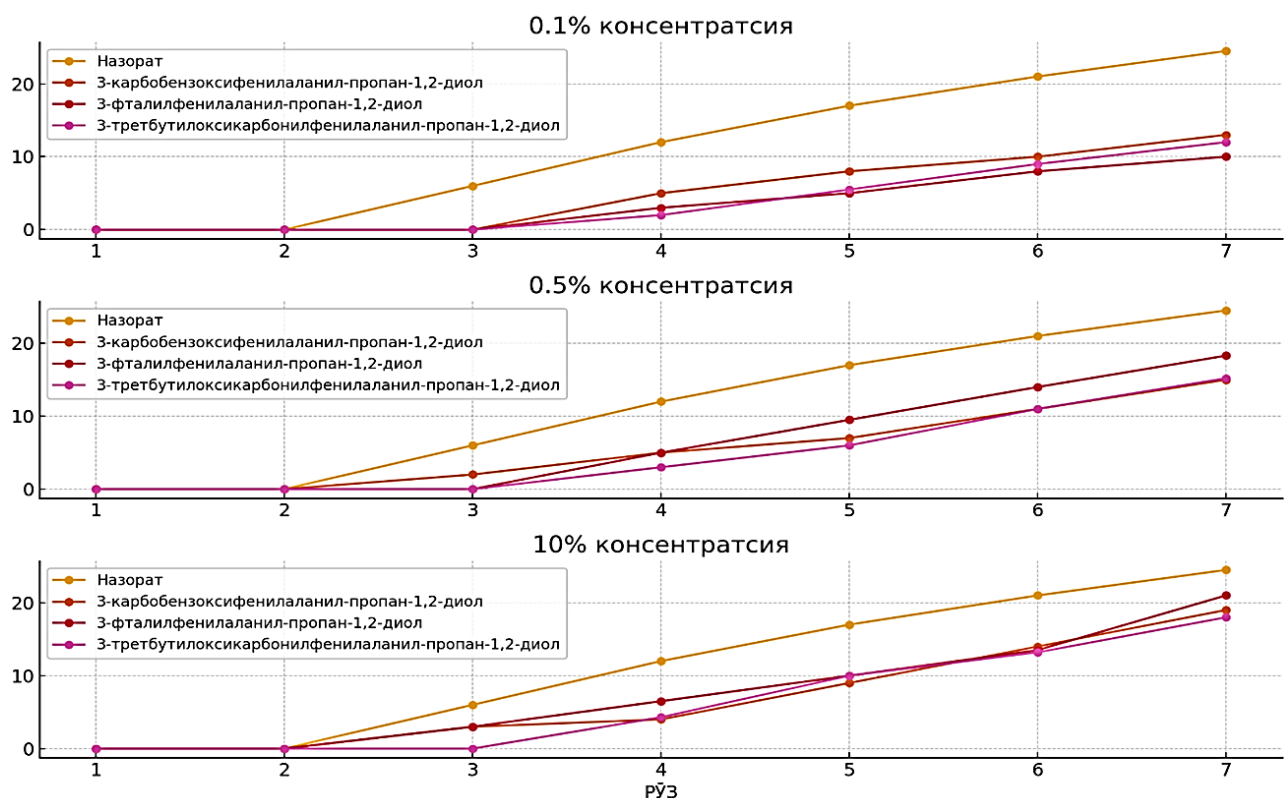 0.1% консентратсия
Назорат
3-карбобензоксифенилаланил-пропан-1,2-диол
3-фталилфенилаланил-пропан-1,2-диол
3-третбутилоксикарбонилфенилаланил-пропан-1,2-диол
20
10
0
1 2 3 4 5 6 7
0.5% консентратсия
Назорат
3-карбобензоксифенилаланил-пропан-1,2-диол
3-фталилфенилаланил-пропан-1,2-диол
3-третбутилоксикарбонилфенилаланил-пропан-1,2-диол
20
10
0
1 2 3 4 5 6 7
10% консентратсия
Назорат
3-карбобензоксифенилаланил-пропан-1,2-диол
3-фталилфенилаланил-пропан-1,2-диол
3-третбутилоксикарбонилфенилаланил-пропан-1,2-диол
20
10
0
1 2 3 4 5 6 7
РӮЗ